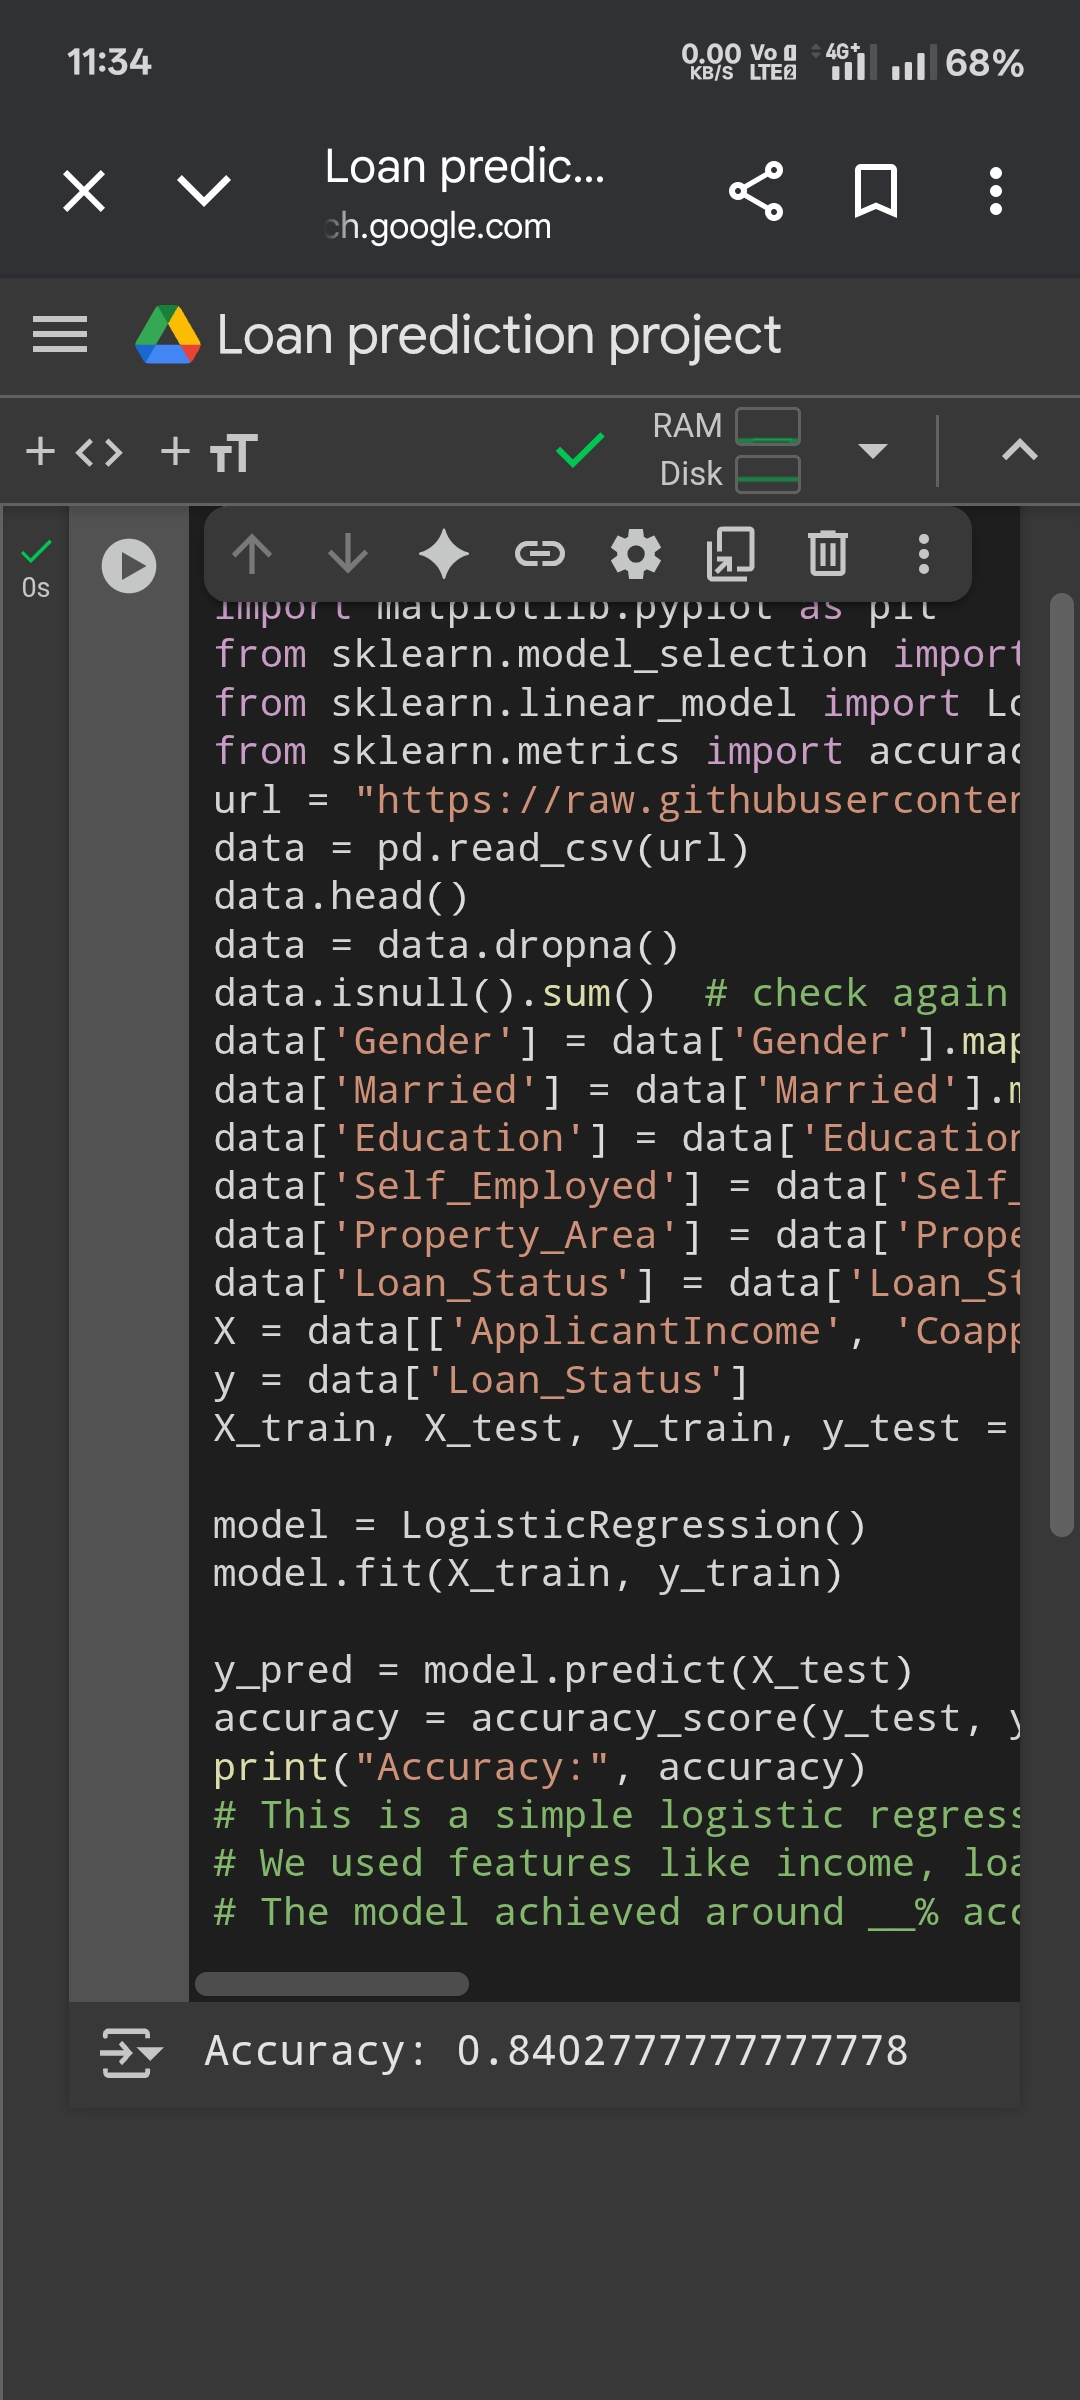 11:34 0.00 KB/S Vo 1 LTE2 4G+ 68%
Loan predic...
ch.google.com
Loan prediction project
+ <> + TT RAM
Disk
0s
import matplotlib.pyplot as plt
from sklearn.model_selection import
from sklearn.linear_model import Lo
from sklearn.metrics import accurac
url = "https://raw.githubuserconten
data = pd.read_csv(url)
data.head()
data = data.dropna()
data.isnull().sum()  # check again
data['Gender'] = data['Gender'].map
data['Married'] = data['Married'].m
data['Education'] = data['Education
data['Self_Employed'] = data['Self_
data['Property_Area'] = data['Prope
data['Loan_Status'] = data['Loan_St
X = data[['ApplicantIncome', 'Coapp
y = data['Loan_Status']
X_train, X_test, y_train, y_test =
model = LogisticRegression()
model.fit(X_train, y_train)
y_pred = model.predict(X_test)
accuracy = accuracy_score(y_test, y
print("Accuracy:", accuracy)
# This is a simple logistic regress
# We used features like income, loa
# The model achieved around __% acc
Accuracy: 0.8402777777777778